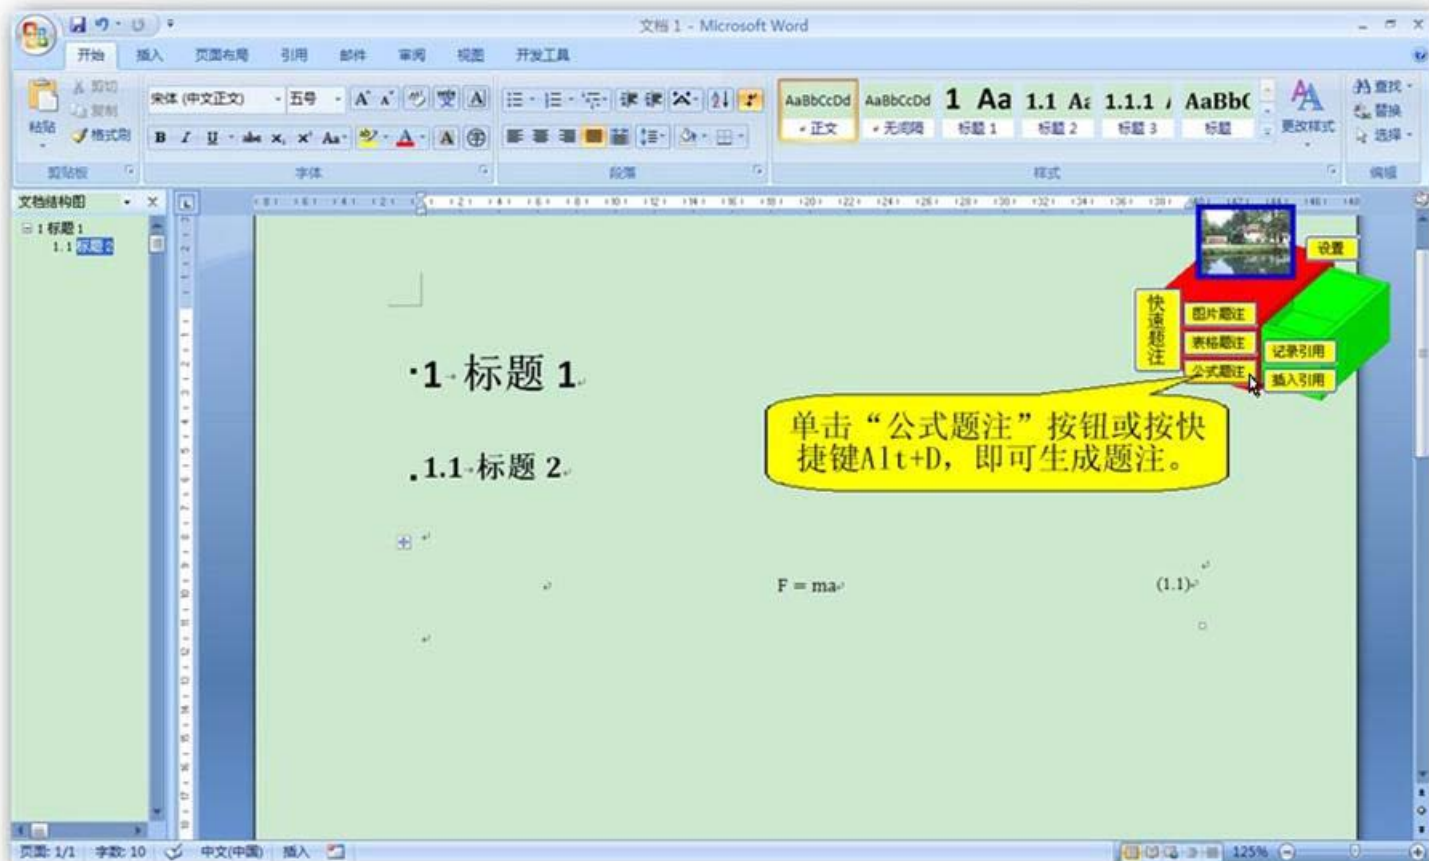 文档 1 - Microsoft Word
开始 插入 页面布局 引用 邮件 审阅 视图 开发工具
剪切
复制
粘贴 格式刷
剪贴板
宋体 (中文正文) 五号
B I U abc x₂ x² Aa A
字体
段落
AaBbCcDd AaBbCcDd 1 Aa 1.1 Aa 1.1.1 AaBb(
正文 无间隔 标题 1 标题 2 标题 3 标题
更改样式
样式
查找
替换
选择
编辑
文档结构图
1 标题 1
1.1 标题 2
设置
快速题注
图片题注
表格题注
公式题注
记录引用
插入引用
单击“公式题注”按钮或按快
捷键Alt+D，即可生成题注。
1 标题 1
1.1 标题 2
F = ma (1.1)
页面: 1/1 字数: 10 中文(中国) 插入 125%